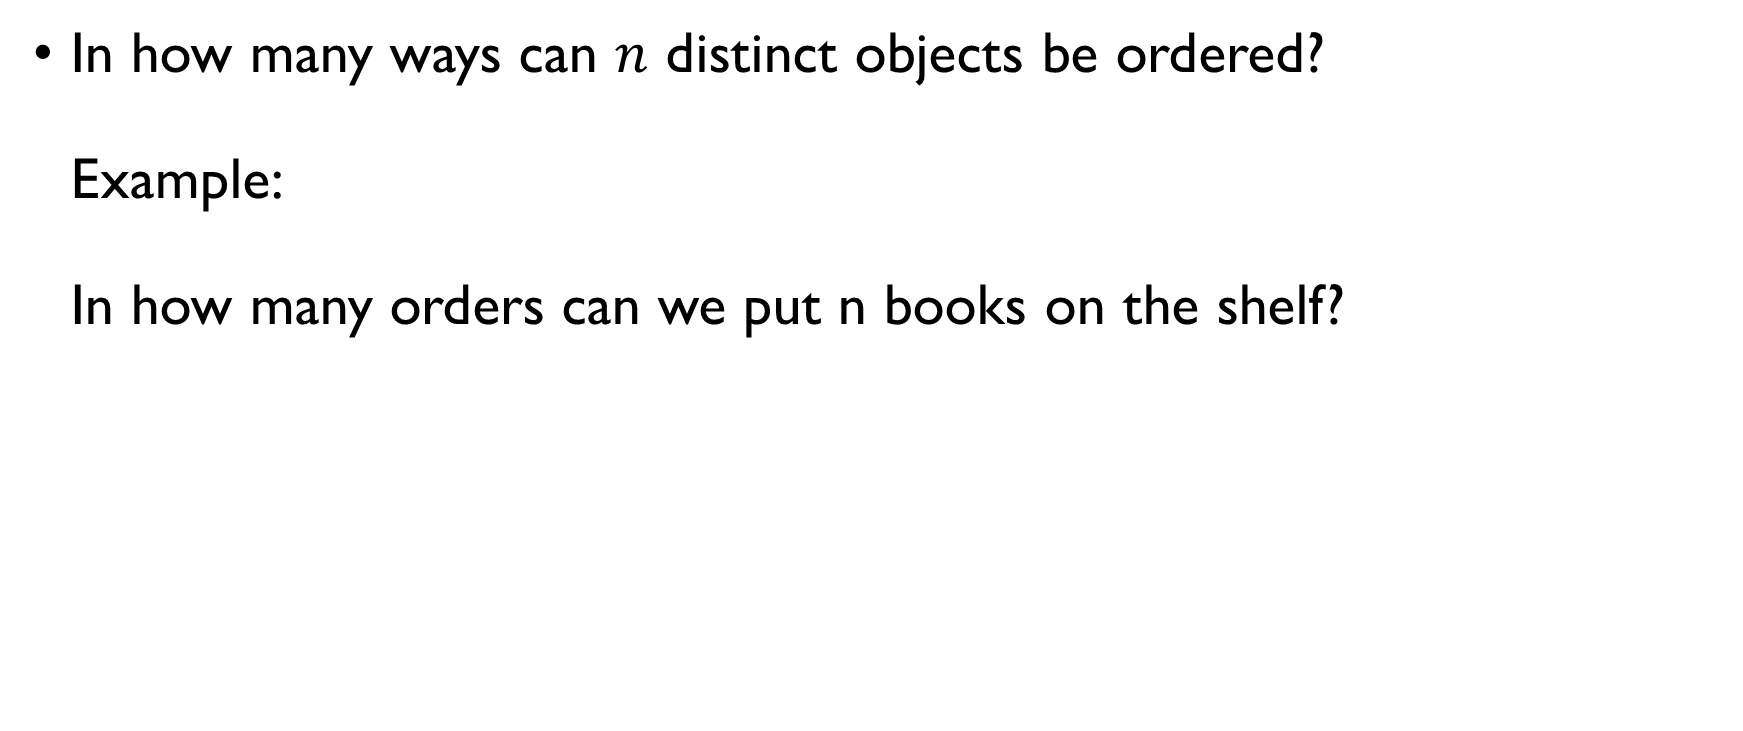 • In how many ways can n distinct objects be ordered?
Example:
In how many orders can we put n books on the shelf?